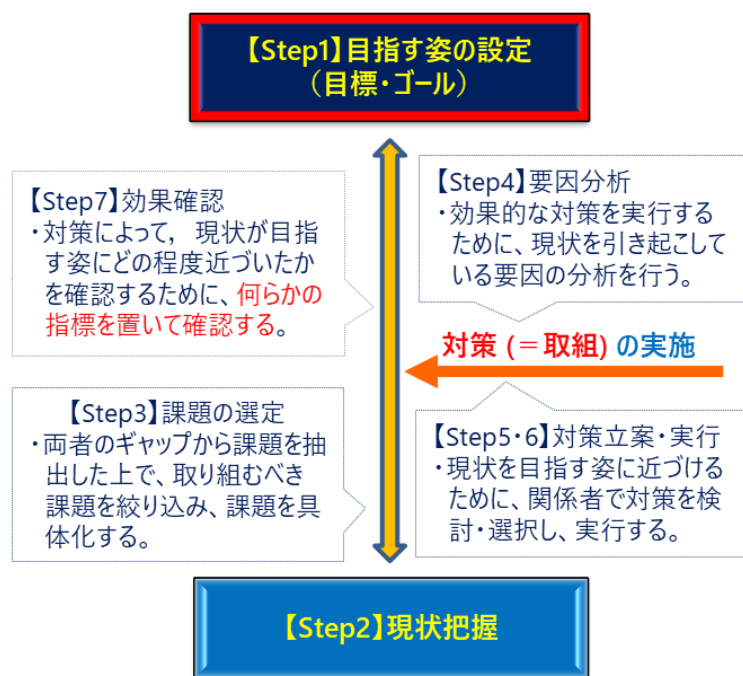 【Step1】目指す姿の設定
（目標・ゴール）
【Step7】効果確認
・対策によって，現状が目指
す姿にどの程度近づいたか
を確認するために、何らかの
指標を置いて確認する。
【Step4】要因分析
・効果的な対策を実行する
ために、現状を引き起こして
いる要因の分析を行う。
対策 (＝取組) の実施
【Step3】課題の選定
・両者のギャップから課題を抽
出した上で、取り組むべき
課題を絞り込み、課題を具
体化する。
【Step5・6】対策立案・実行
・現状を目指す姿に近づける
ために、関係者で対策を検
討・選択し、実行する。
【Step2】現状把握